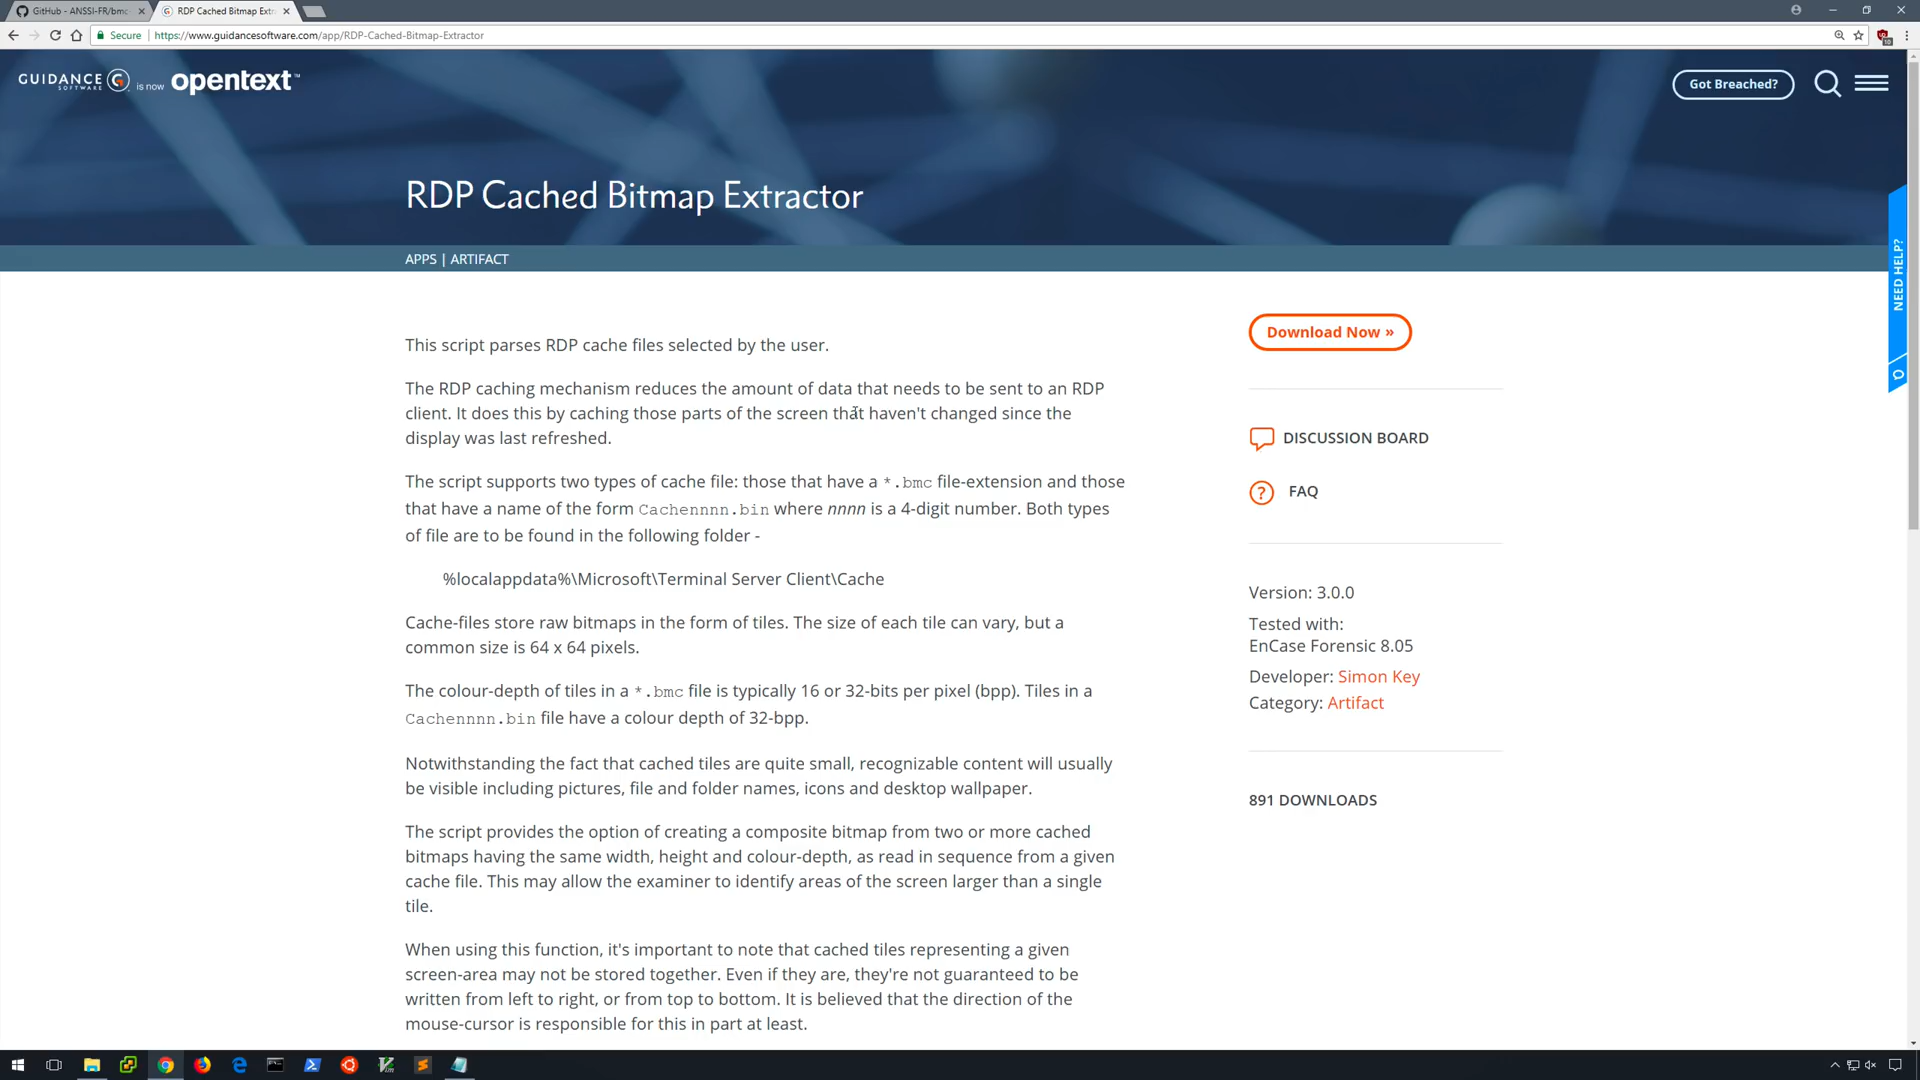 GitHub - ANSSI-FR/bmc
RDP Cached Bitmap Extr
Secure
https://www.guidancesoftware.com/app/RDP-Cached-Bitmap-Extractor
GUIDANCE SOFTWARE is now opentext™
Got Breached?
RDP Cached Bitmap Extractor
APPS | ARTIFACT
NEED HELP?
This script parses RDP cache files selected by the user.
The RDP caching mechanism reduces the amount of data that needs to be sent to an RDP
client. It does this by caching those parts of the screen that haven't changed since the
display was last refreshed.
The script supports two types of cache file: those that have a *.bmc file-extension and those
that have a name of the form Cachennnn.bin where nnnn is a 4-digit number. Both types
of file are to be found in the following folder -
%localappdata%\Microsoft\Terminal Server Client\Cache
Cache-files store raw bitmaps in the form of tiles. The size of each tile can vary, but a
common size is 64 x 64 pixels.
The colour-depth of tiles in a *.bmc file is typically 16 or 32-bits per pixel (bpp). Tiles in a
Cachennnn.bin file have a colour depth of 32-bpp.
Notwithstanding the fact that cached tiles are quite small, recognizable content will usually
be visible including pictures, file and folder names, icons and desktop wallpaper.
The script provides the option of creating a composite bitmap from two or more cached
bitmaps having the same width, height and colour-depth, as read in sequence from a given
cache file. This may allow the examiner to identify areas of the screen larger than a single
tile.
When using this function, it's important to note that cached tiles representing a given
screen-area may not be stored together. Even if they are, they're not guaranteed to be
written from left to right, or from top to bottom. It is believed that the direction of the
mouse-cursor is responsible for this in part at least.
Download Now »
DISCUSSION BOARD
FAQ
Version: 3.0.0
Tested with:
EnCase Forensic 8.05
Developer: Simon Key
Category: Artifact
891 DOWNLOADS